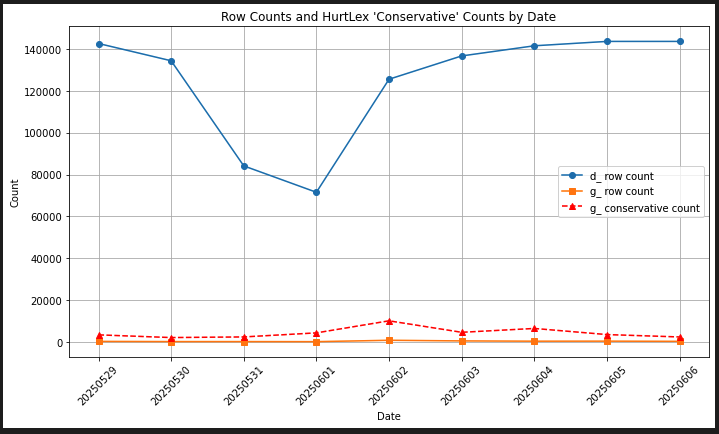 Row Counts and HurtLex 'Conservative' Counts by Date
Count
140000
120000
100000
80000
60000
40000
20000
0
d_ row count
g_ row count
g_ conservative count
20250529
20250530
20250531
20250601
20250602
20250603
20250604
20250605
20250606
Date